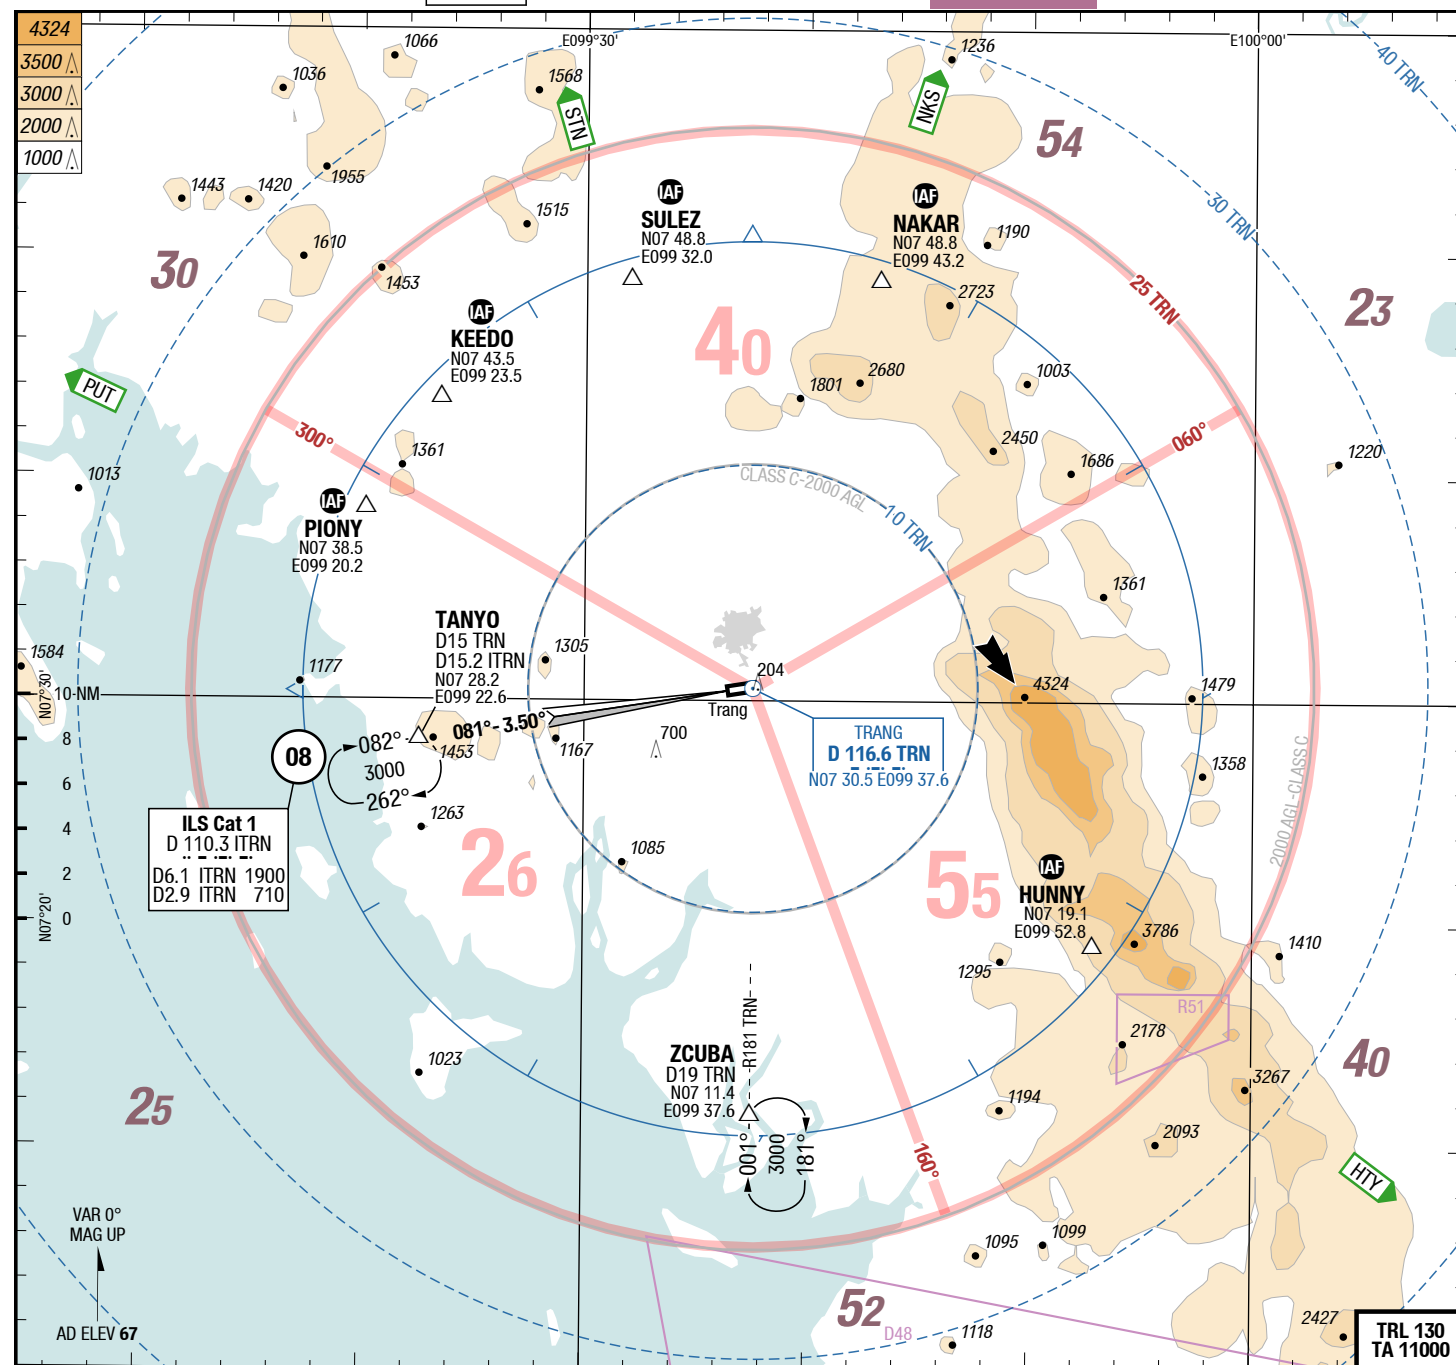 4324
3500
3000
2000
1000
1066
1036
1568
E099°30'
1236
E100°00'
40 TRN
STN
NKS
54
1955
1443
1420
1515
1610
1453
30
IAF
SULEZ
N07 48.8
E099 32.0
IAF
NAKAR
N07 48.8
E099 43.2
1190
30 TRN
2723
25 TRN
23
IAF
KEEDO
N07 43.5
E099 23.5
40
2680
1801
1003
PUT
300°
1361
2450
060°
1686
1220
1013
CLASS C-2000 AGL
10 TRN
IAF
PIONY
N07 38.5
E099 20.2
1361
TANYO
D15 TRN
D15.2 ITRN
N07 28.2
E099 22.6
1305
1584
1177
204
4324
1479
N07°30'
10 NM
Trang
081°- 3.50°
TRANG
D 116.6 TRN
N07 30.5 E099 37.6
8
08
082°
3000
262°
1453
1167
700
1358
6
4
2
0
N07°20'
1263
ILS Cat 1
D 110.3 ITRN
D6.1 ITRN 1900
D2.9 ITRN 710
26
1085
55
2000 AGL-CLASS C
IAF
HUNNY
N07 19.1
E099 52.8
3786
1295
1410
R51
2178
R181 TRN
ZCUBA
D19 TRN
N07 11.4
E099 37.6
1023
25
3267
40
1194
2093
001°
3000
181°
160°
HTY
VAR 0°
MAG UP
1095
1099
AD ELEV 67
52
D48
1118
2427
TRL 130
TA 11000